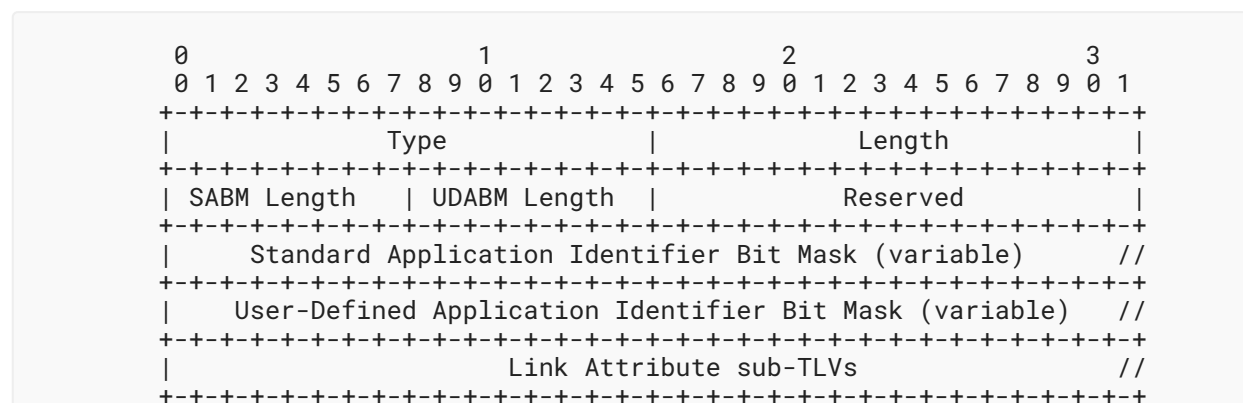 0                   1                   2                   3
 0 1 2 3 4 5 6 7 8 9 0 1 2 3 4 5 6 7 8 9 0 1 2 3 4 5 6 7 8 9 0 1
+-+-+-+-+-+-+-+-+-+-+-+-+-+-+-+-+-+-+-+-+-+-+-+-+-+-+-+-+-+-+-+-+
|              Type             |             Length            |
+-+-+-+-+-+-+-+-+-+-+-+-+-+-+-+-+-+-+-+-+-+-+-+-+-+-+-+-+-+-+-+-+
| SABM Length   | UDABM Length  |            Reserved           |
+-+-+-+-+-+-+-+-+-+-+-+-+-+-+-+-+-+-+-+-+-+-+-+-+-+-+-+-+-+-+-+-+
|     Standard Application Identifier Bit Mask (variable)      //
+-+-+-+-+-+-+-+-+-+-+-+-+-+-+-+-+-+-+-+-+-+-+-+-+-+-+-+-+-+-+-+-+
|    User-Defined Application Identifier Bit Mask (variable)   //
+-+-+-+-+-+-+-+-+-+-+-+-+-+-+-+-+-+-+-+-+-+-+-+-+-+-+-+-+-+-+-+-+
|                      Link Attribute sub-TLVs                 //
+-+-+-+-+-+-+-+-+-+-+-+-+-+-+-+-+-+-+-+-+-+-+-+-+-+-+-+-+-+-+-+-+